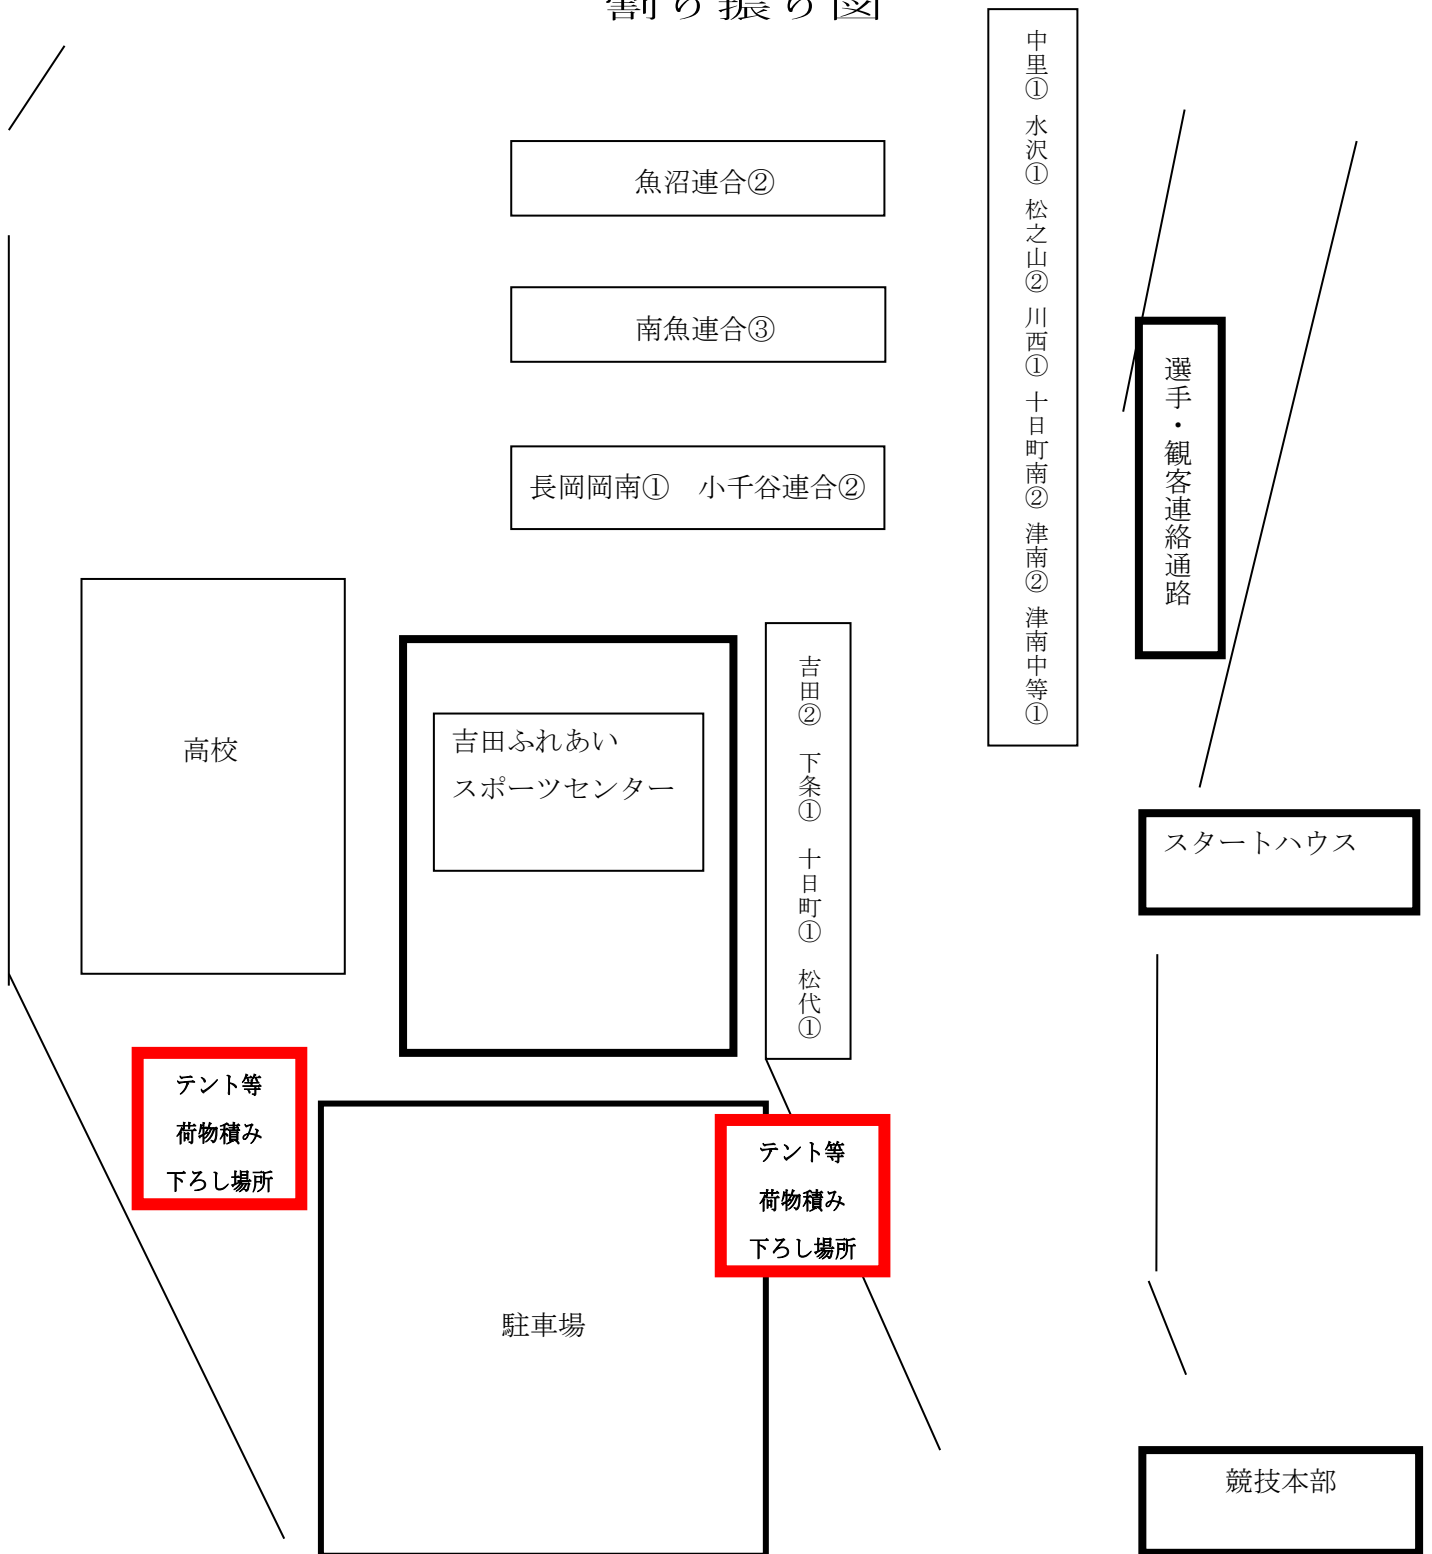 割り振り図
中里① 水沢① 松之山② 川西① 十日町南② 津南② 津南中等①
魚沼連合②
南魚連合③
選手・観客連絡通路
長岡岡南①　小千谷連合②
高校
吉田ふれあい
スポーツセンター
吉田②　下条①　十日町①　松代①
スタートハウス
テント等
荷物積み
下ろし場所
テント等
荷物積み
下ろし場所
駐車場
競技本部